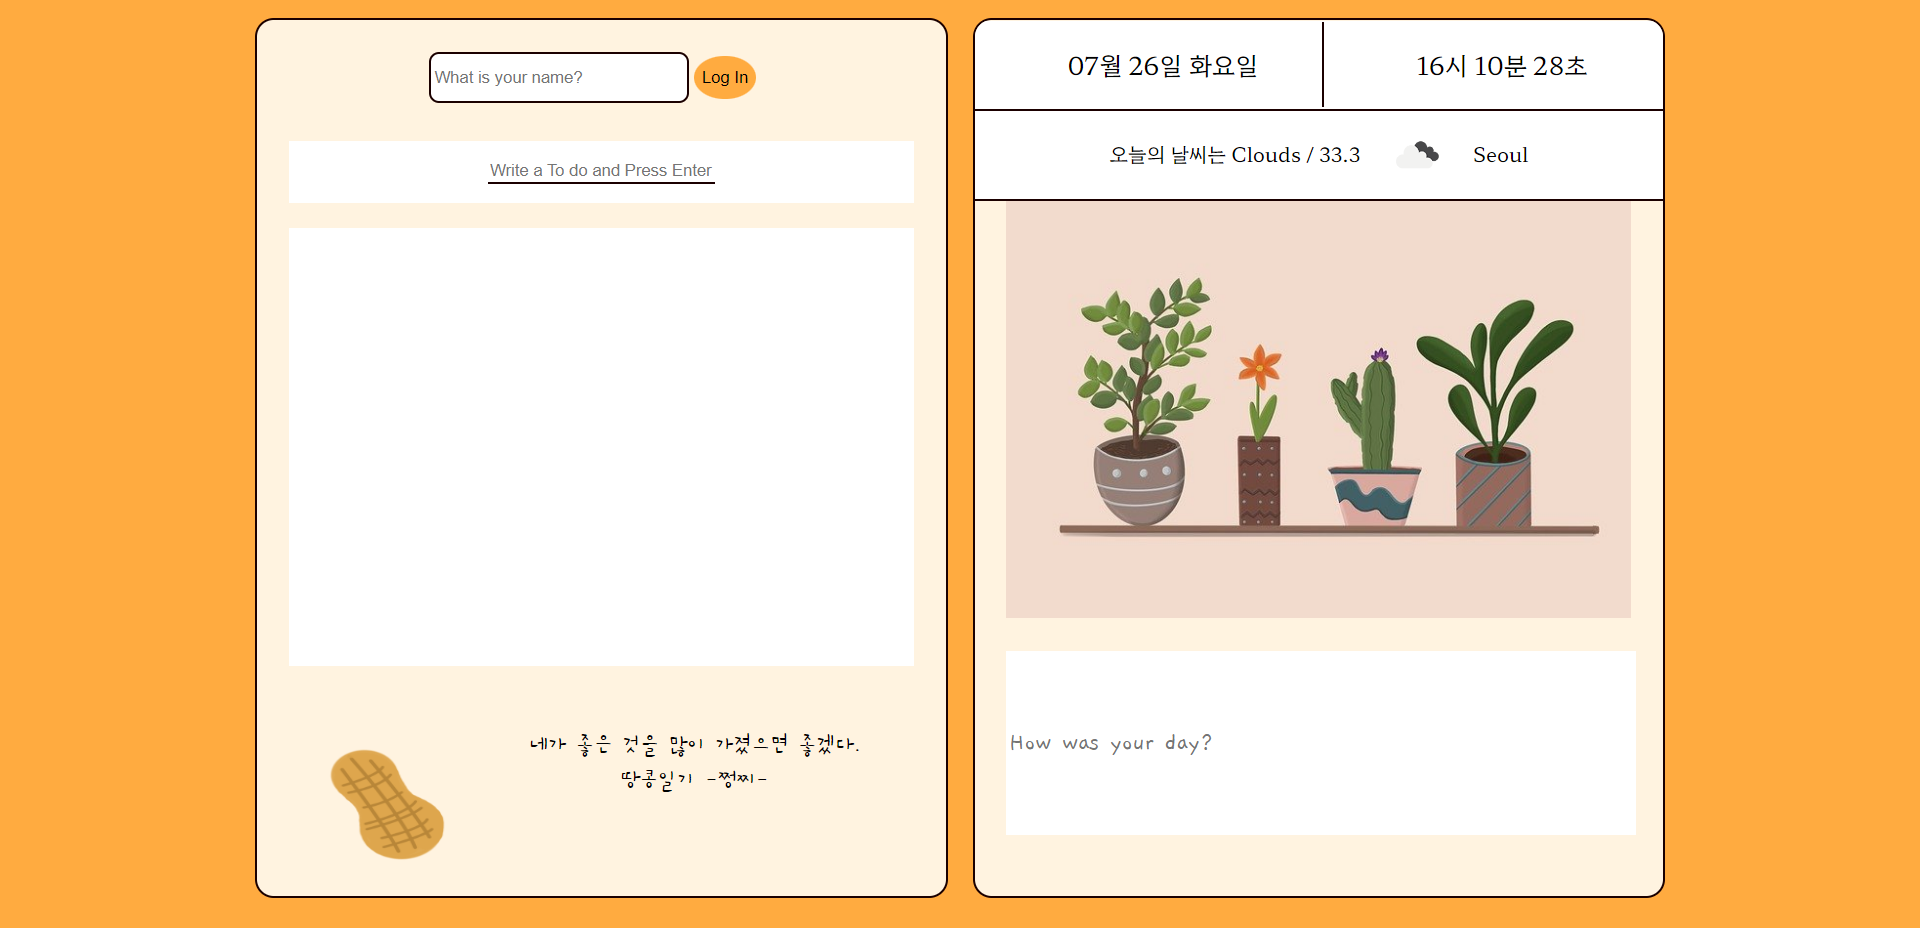 What is your name?
Log In
Write a To do and Press Enter
네가 좋은 것을 많이 가졌으면 좋겠다.
땅콩일기 -쩡찌-
07월 26일 화요일
16시 10분 28초
오늘의 날씨는 Clouds / 33.3
Seoul
How was your day?